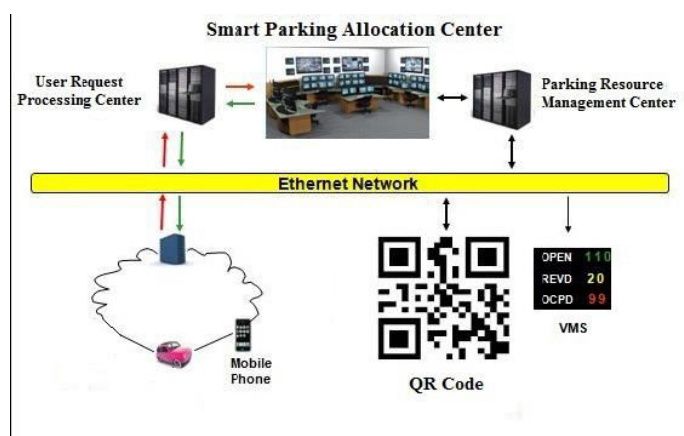 Smart Parking Allocation Center
User Request
Processing Center
Parking Resource
Management Center
Ethernet Network
OPEN 110
REVD 20
OCPD 99
VMS
Mobile
Phone
QR Code